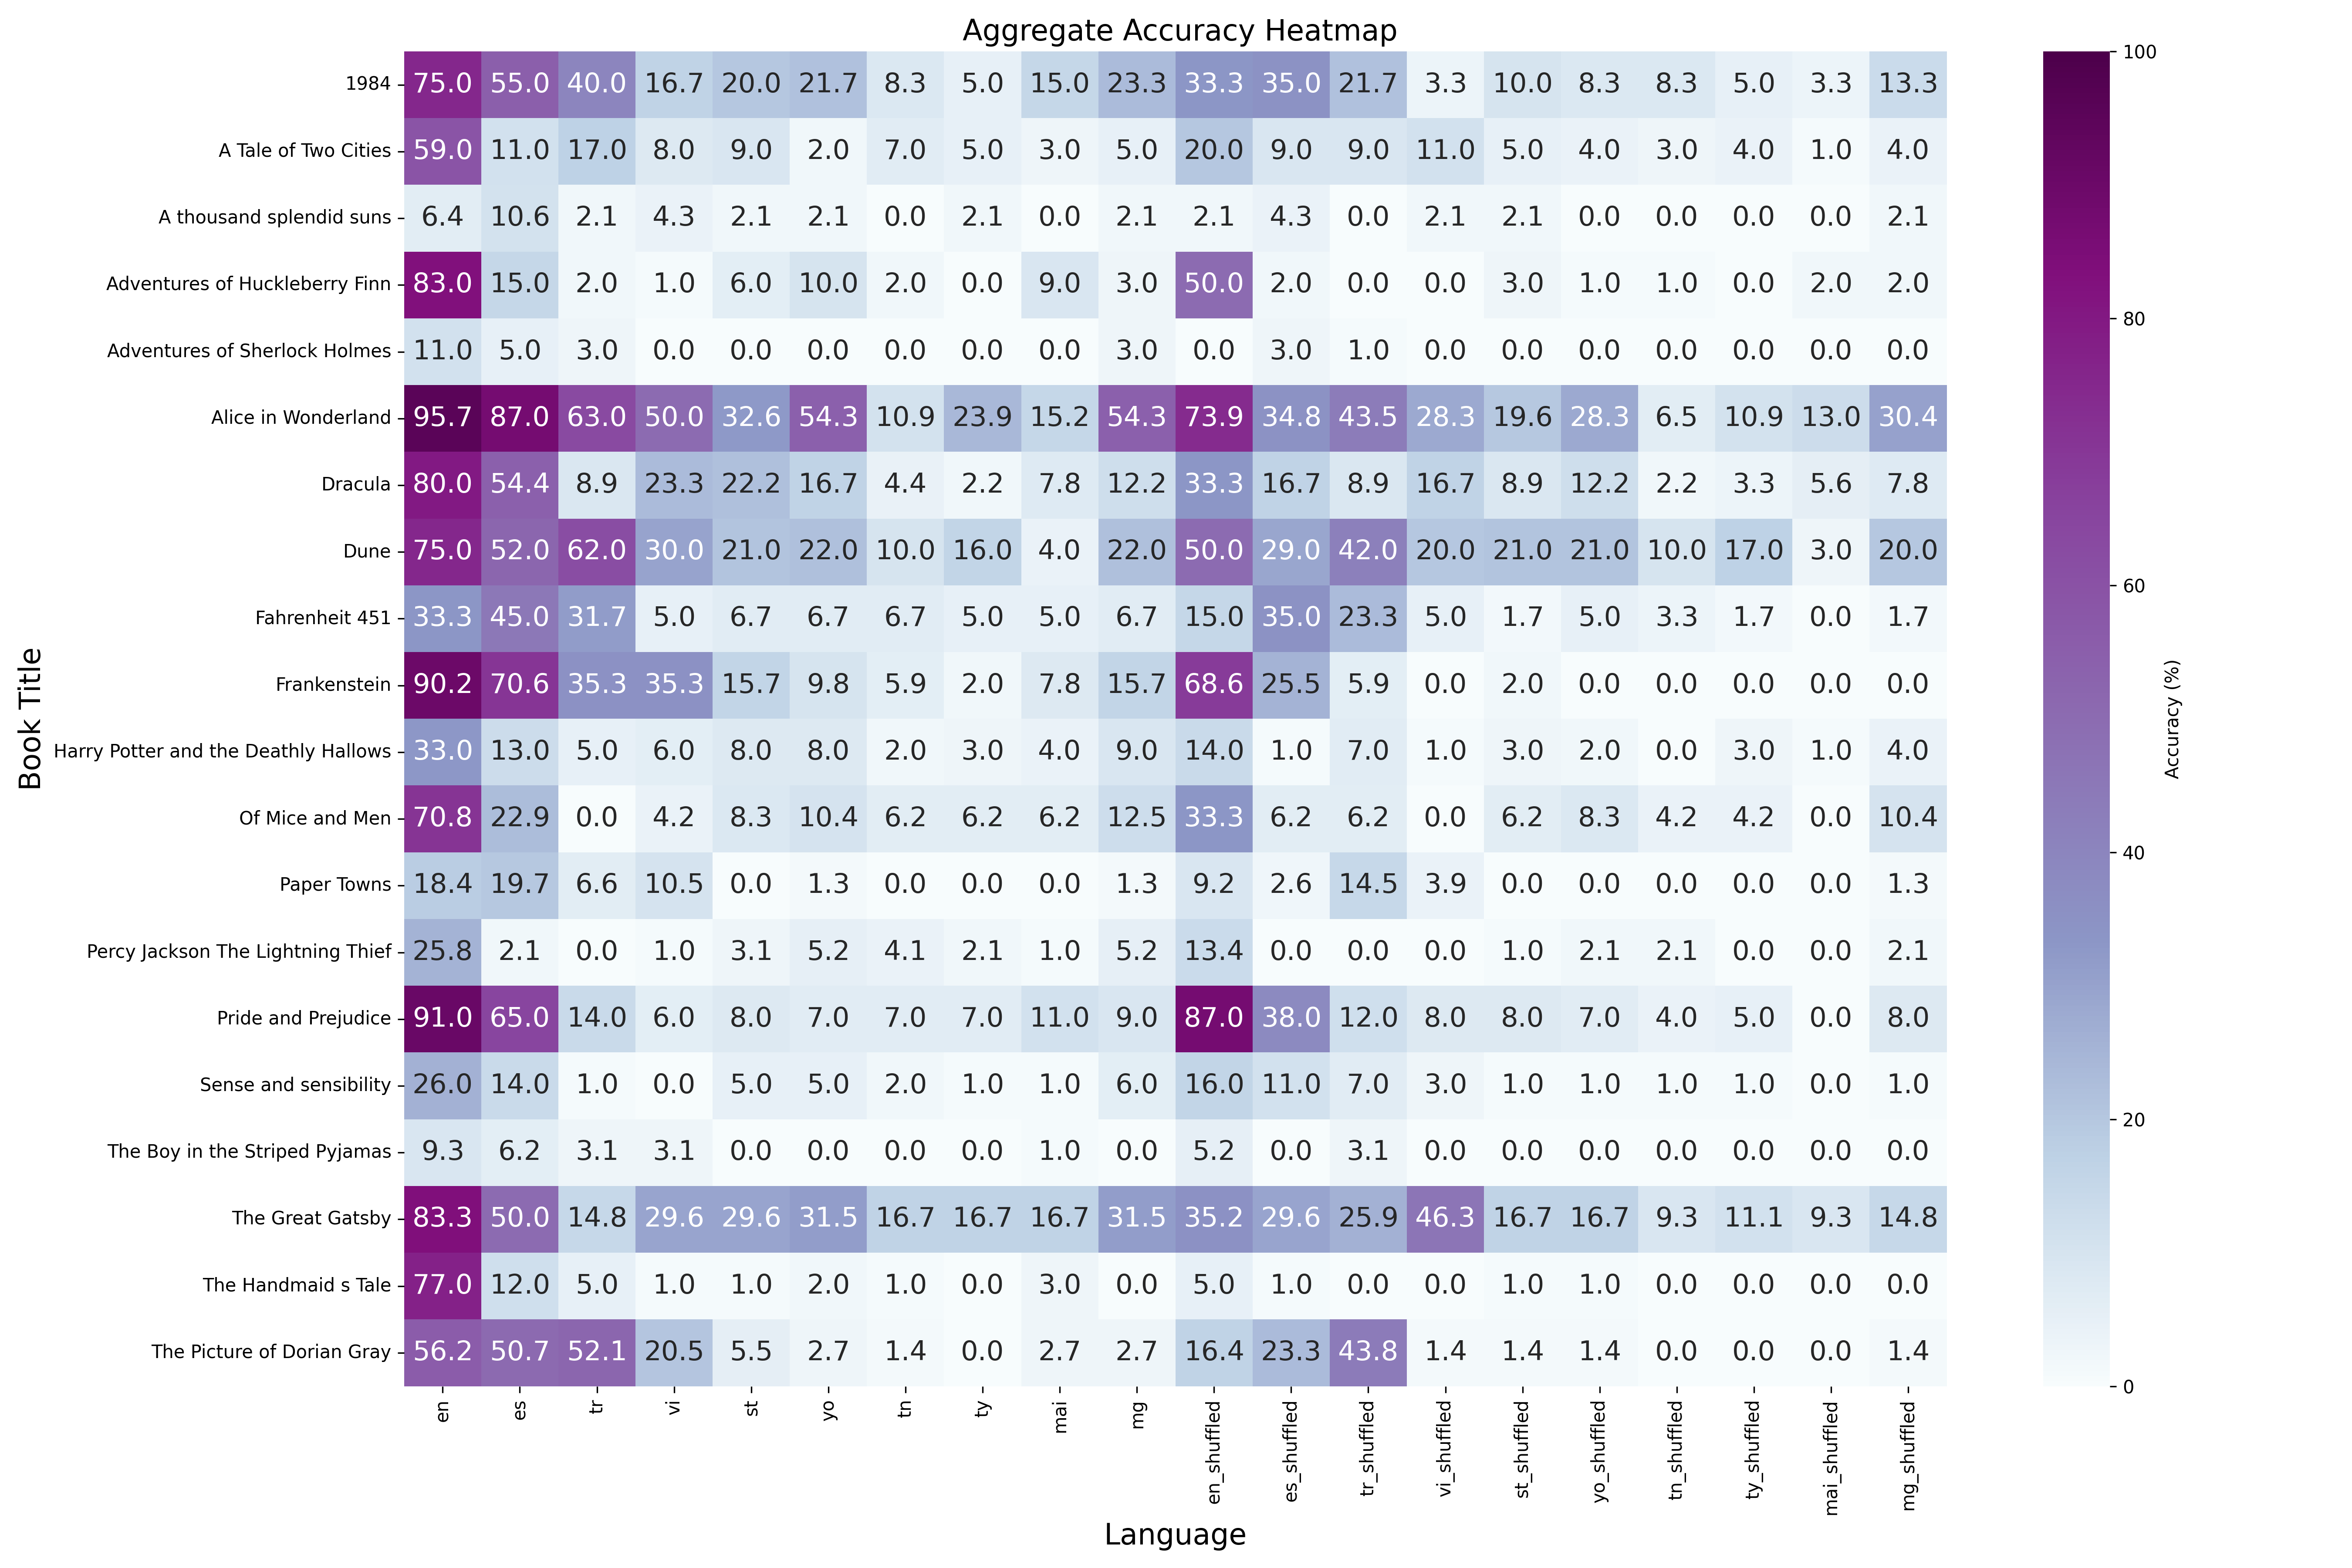 Aggregate Accuracy Heatmap
Book Title
1984 75.0 55.0 40.0 16.7 20.0 21.7 8.3 5.0 15.0 23.3 33.3 35.0 21.7 3.3 10.0 8.3 8.3 5.0 3.3 13.3
A Tale of Two Cities 59.0 11.0 17.0 8.0 9.0 2.0 7.0 5.0 3.0 5.0 20.0 9.0 9.0 11.0 5.0 4.0 3.0 4.0 1.0 4.0
A thousand splendid suns 6.4 10.6 2.1 4.3 2.1 2.1 0.0 2.1 0.0 2.1 2.1 4.3 0.0 2.1 2.1 0.0 0.0 0.0 0.0 2.1
Adventures of Huckleberry Finn 83.0 15.0 2.0 1.0 6.0 10.0 2.0 0.0 9.0 3.0 50.0 2.0 0.0 0.0 3.0 1.0 1.0 0.0 2.0 2.0
Adventures of Sherlock Holmes 11.0 5.0 3.0 0.0 0.0 0.0 0.0 0.0 0.0 3.0 0.0 3.0 1.0 0.0 0.0 0.0 0.0 0.0 0.0 0.0
Alice in Wonderland 95.7 87.0 63.0 50.0 32.6 54.3 10.9 23.9 15.2 54.3 73.9 34.8 43.5 28.3 19.6 28.3 6.5 10.9 13.0 30.4
Dracula 80.0 54.4 8.9 23.3 22.2 16.7 4.4 2.2 7.8 12.2 33.3 16.7 8.9 16.7 8.9 12.2 2.2 3.3 5.6 7.8
Dune 75.0 52.0 62.0 30.0 21.0 22.0 10.0 16.0 4.0 22.0 50.0 29.0 42.0 20.0 21.0 21.0 10.0 17.0 3.0 20.0
Fahrenheit 451 33.3 45.0 31.7 5.0 6.7 6.7 6.7 5.0 5.0 6.7 15.0 35.0 23.3 5.0 1.7 5.0 3.3 1.7 0.0 1.7
Frankenstein 90.2 70.6 35.3 35.3 15.7 9.8 5.9 2.0 7.8 15.7 68.6 25.5 5.9 0.0 2.0 0.0 0.0 0.0 0.0 0.0
Harry Potter and the Deathly Hallows 33.0 13.0 5.0 6.0 8.0 8.0 2.0 3.0 4.0 9.0 14.0 1.0 7.0 1.0 3.0 2.0 0.0 3.0 1.0 4.0
Of Mice and Men 70.8 22.9 0.0 4.2 8.3 10.4 6.2 6.2 6.2 12.5 33.3 6.2 6.2 0.0 6.2 8.3 4.2 4.2 0.0 10.4
Paper Towns 18.4 19.7 6.6 10.5 0.0 1.3 0.0 0.0 0.0 1.3 9.2 2.6 14.5 3.9 0.0 0.0 0.0 0.0 0.0 1.3
Percy Jackson The Lightning Thief 25.8 2.1 0.0 1.0 3.1 5.2 4.1 2.1 1.0 5.2 13.4 0.0 0.0 0.0 1.0 2.1 2.1 0.0 0.0 2.1
Pride and Prejudice 91.0 65.0 14.0 6.0 8.0 7.0 7.0 7.0 11.0 9.0 87.0 38.0 12.0 8.0 8.0 7.0 4.0 5.0 0.0 8.0
Sense and sensibility 26.0 14.0 1.0 0.0 5.0 5.0 2.0 1.0 1.0 6.0 16.0 11.0 7.0 3.0 1.0 1.0 1.0 1.0 0.0 1.0
The Boy in the Striped Pyjamas 9.3 6.2 3.1 3.1 0.0 0.0 0.0 0.0 1.0 0.0 5.2 0.0 3.1 0.0 0.0 0.0 0.0 0.0 0.0 0.0
The Great Gatsby 83.3 50.0 14.8 29.6 29.6 31.5 16.7 16.7 16.7 31.5 35.2 29.6 25.9 46.3 16.7 16.7 9.3 11.1 9.3 14.8
The Handmaid s Tale 77.0 12.0 5.0 1.0 1.0 2.0 1.0 0.0 3.0 0.0 5.0 1.0 0.0 0.0 1.0 1.0 0.0 0.0 0.0 0.0
The Picture of Dorian Gray 56.2 50.7 52.1 20.5 5.5 2.7 1.4 0.0 2.7 2.7 16.4 23.3 43.8 1.4 1.4 1.4 0.0 0.0 0.0 1.4
en es tr vi st yo tn ty mai mg en_shuffled es_shuffled tr_shuffled vi_shuffled st_shuffled yo_shuffled tn_shuffled ty_shuffled mai_shuffled mg_shuffled
Language
100
80
60
40
20
0
Accuracy (%)